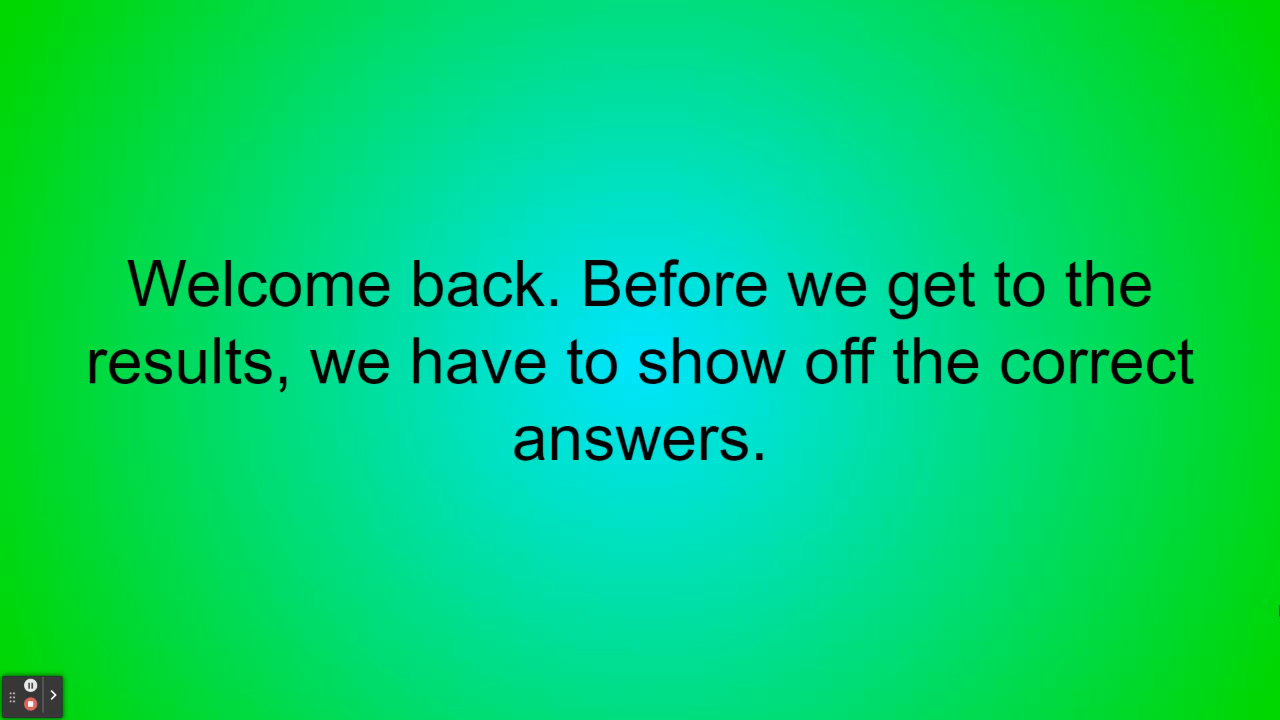 Welcome back. Before we get to the
results, we have to show off the correct
answers.